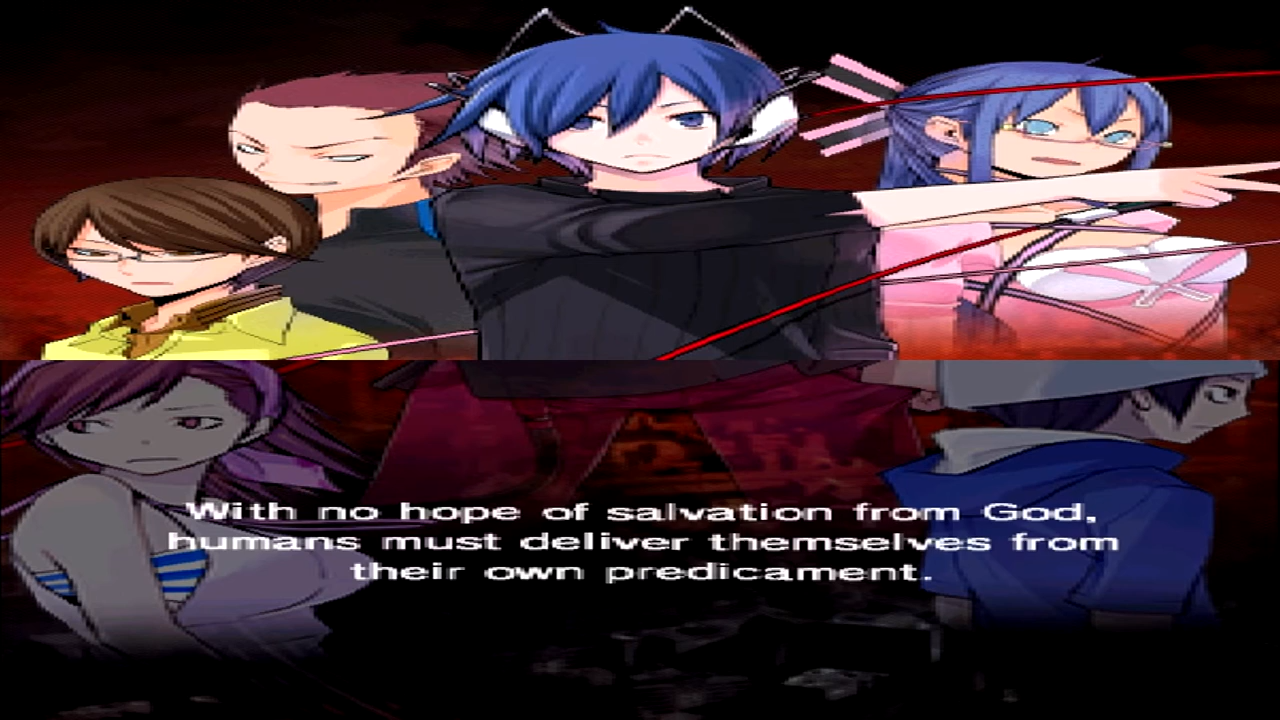 With no hope of salvation from God,
humans must deliver themselves from
their own predicament.